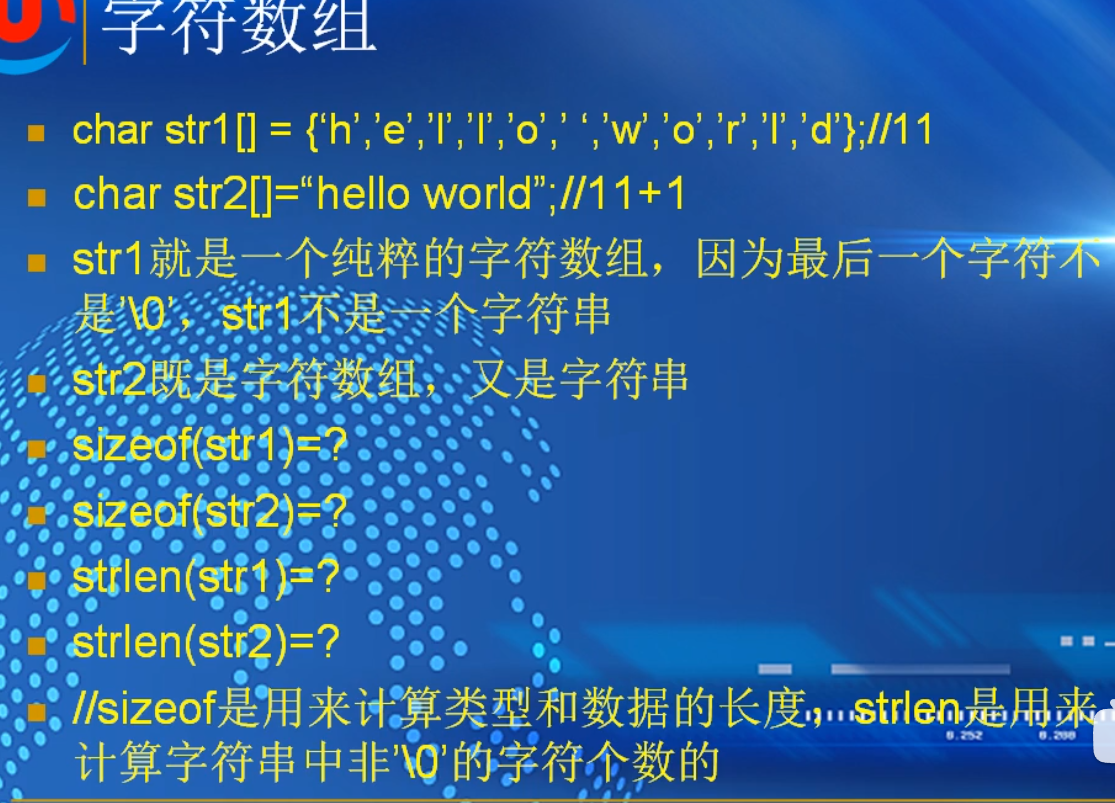 字符数组
char str1[] = {‘h’,’e’,’l’,’l’,’o’,’ ‘,’w’,’o’,’r’,’l’,’d’};//11
char str2[]=“hello world”;//11+1
str1就是一个纯粹的字符数组，因为最后一个字符不
是’\0’，str1不是一个字符串
str2既是字符数组，又是字符串
sizeof(str1)=?
sizeof(str2)=?
strlen(str1)=?
strlen(str2)=?
//sizeof是用来计算类型和数据的长度，strlen是用来
计算字符串中非’\0’的字符个数的
0.252
0.200